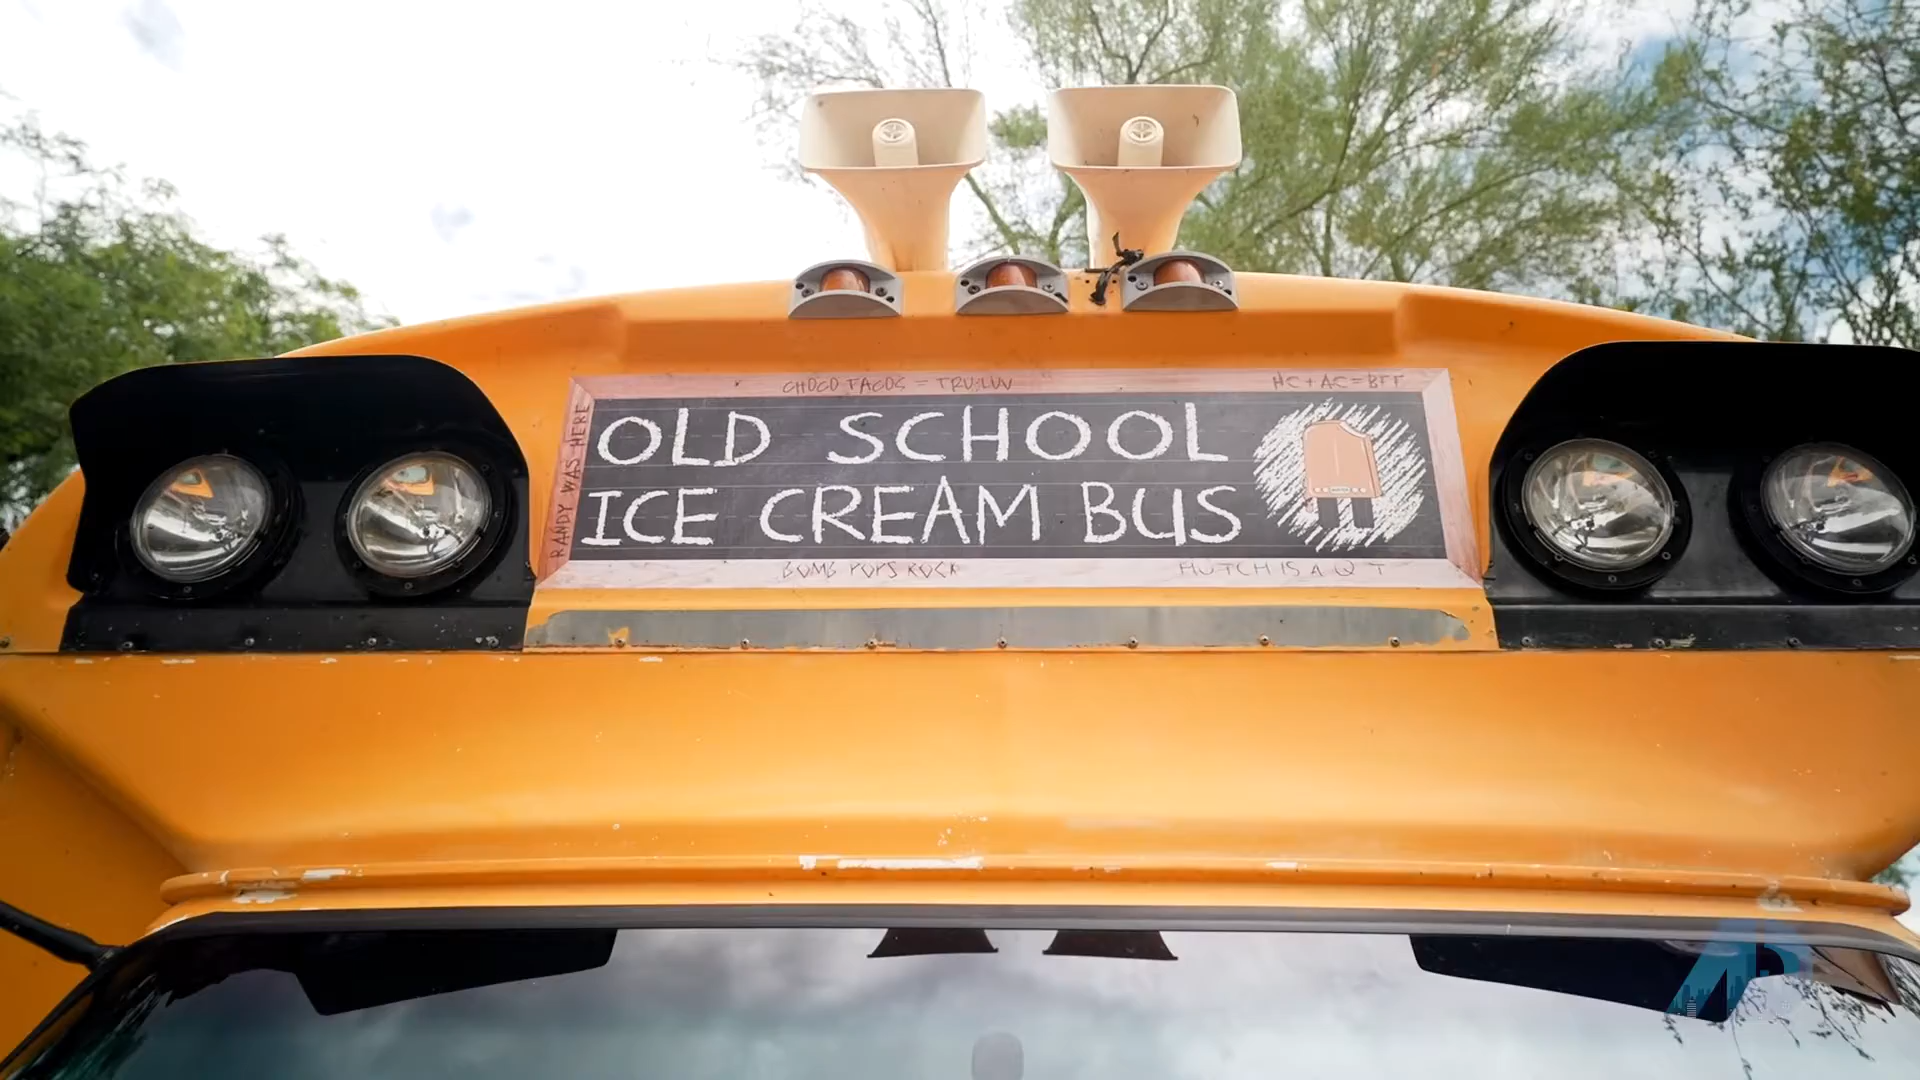 CHOCO TACOS = TRU LUV
HC + AC = BFF
RANDY WAS HERE
OLD SCHOOL
ICE CREAM BUS
BOMB POPS ROCK
HUTCH IS A Q T